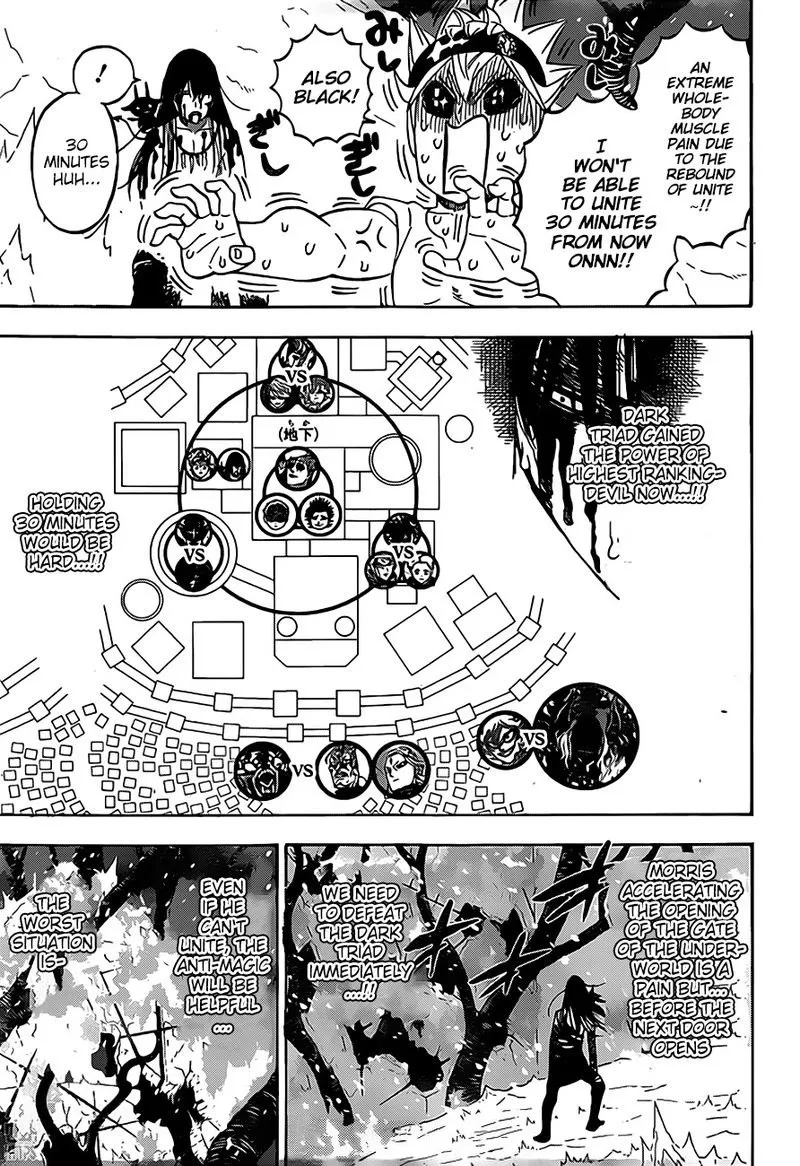 AN
EXTREME
WHOLE-
BODY
MUSCLE
PAIN DUE
TO THE
REBOUND
OF UNITE
~!!
みし
みし
I
WON'T
BE ABLE
TO UNITE
30 MINUTES
FROM NOW
ONNN!!
ALSO
BLACK!
ぎし
ぎし
!
30
MINUTES
HUH...
D
DARK
TRIAD GAINED
THE POWER OF
HIGHEST RANKING-
DEVIL NOW...!!
VS
(地下)
ちか
VS
VS
HOLDING
30 MINUTES
WOULD BE
HARD...!!
VS
VS
MORRIS
ACCELERATING
THE OPENING
OF THE GATE
OF THE UNDER-
WORLD IS A
PAIN BUT...
BEFORE THE
NEXT DOOR
OPENS
WE NEED
TO DEFEAT
THE DARK
TRIAD
IMMEDIATELY
...!!
EVEN
IF HE
CAN'T
UNITE, THE
ANTI-MAGIC
WILL BE
HELPFUL
...
THE
WORST
SITUATION
IS-